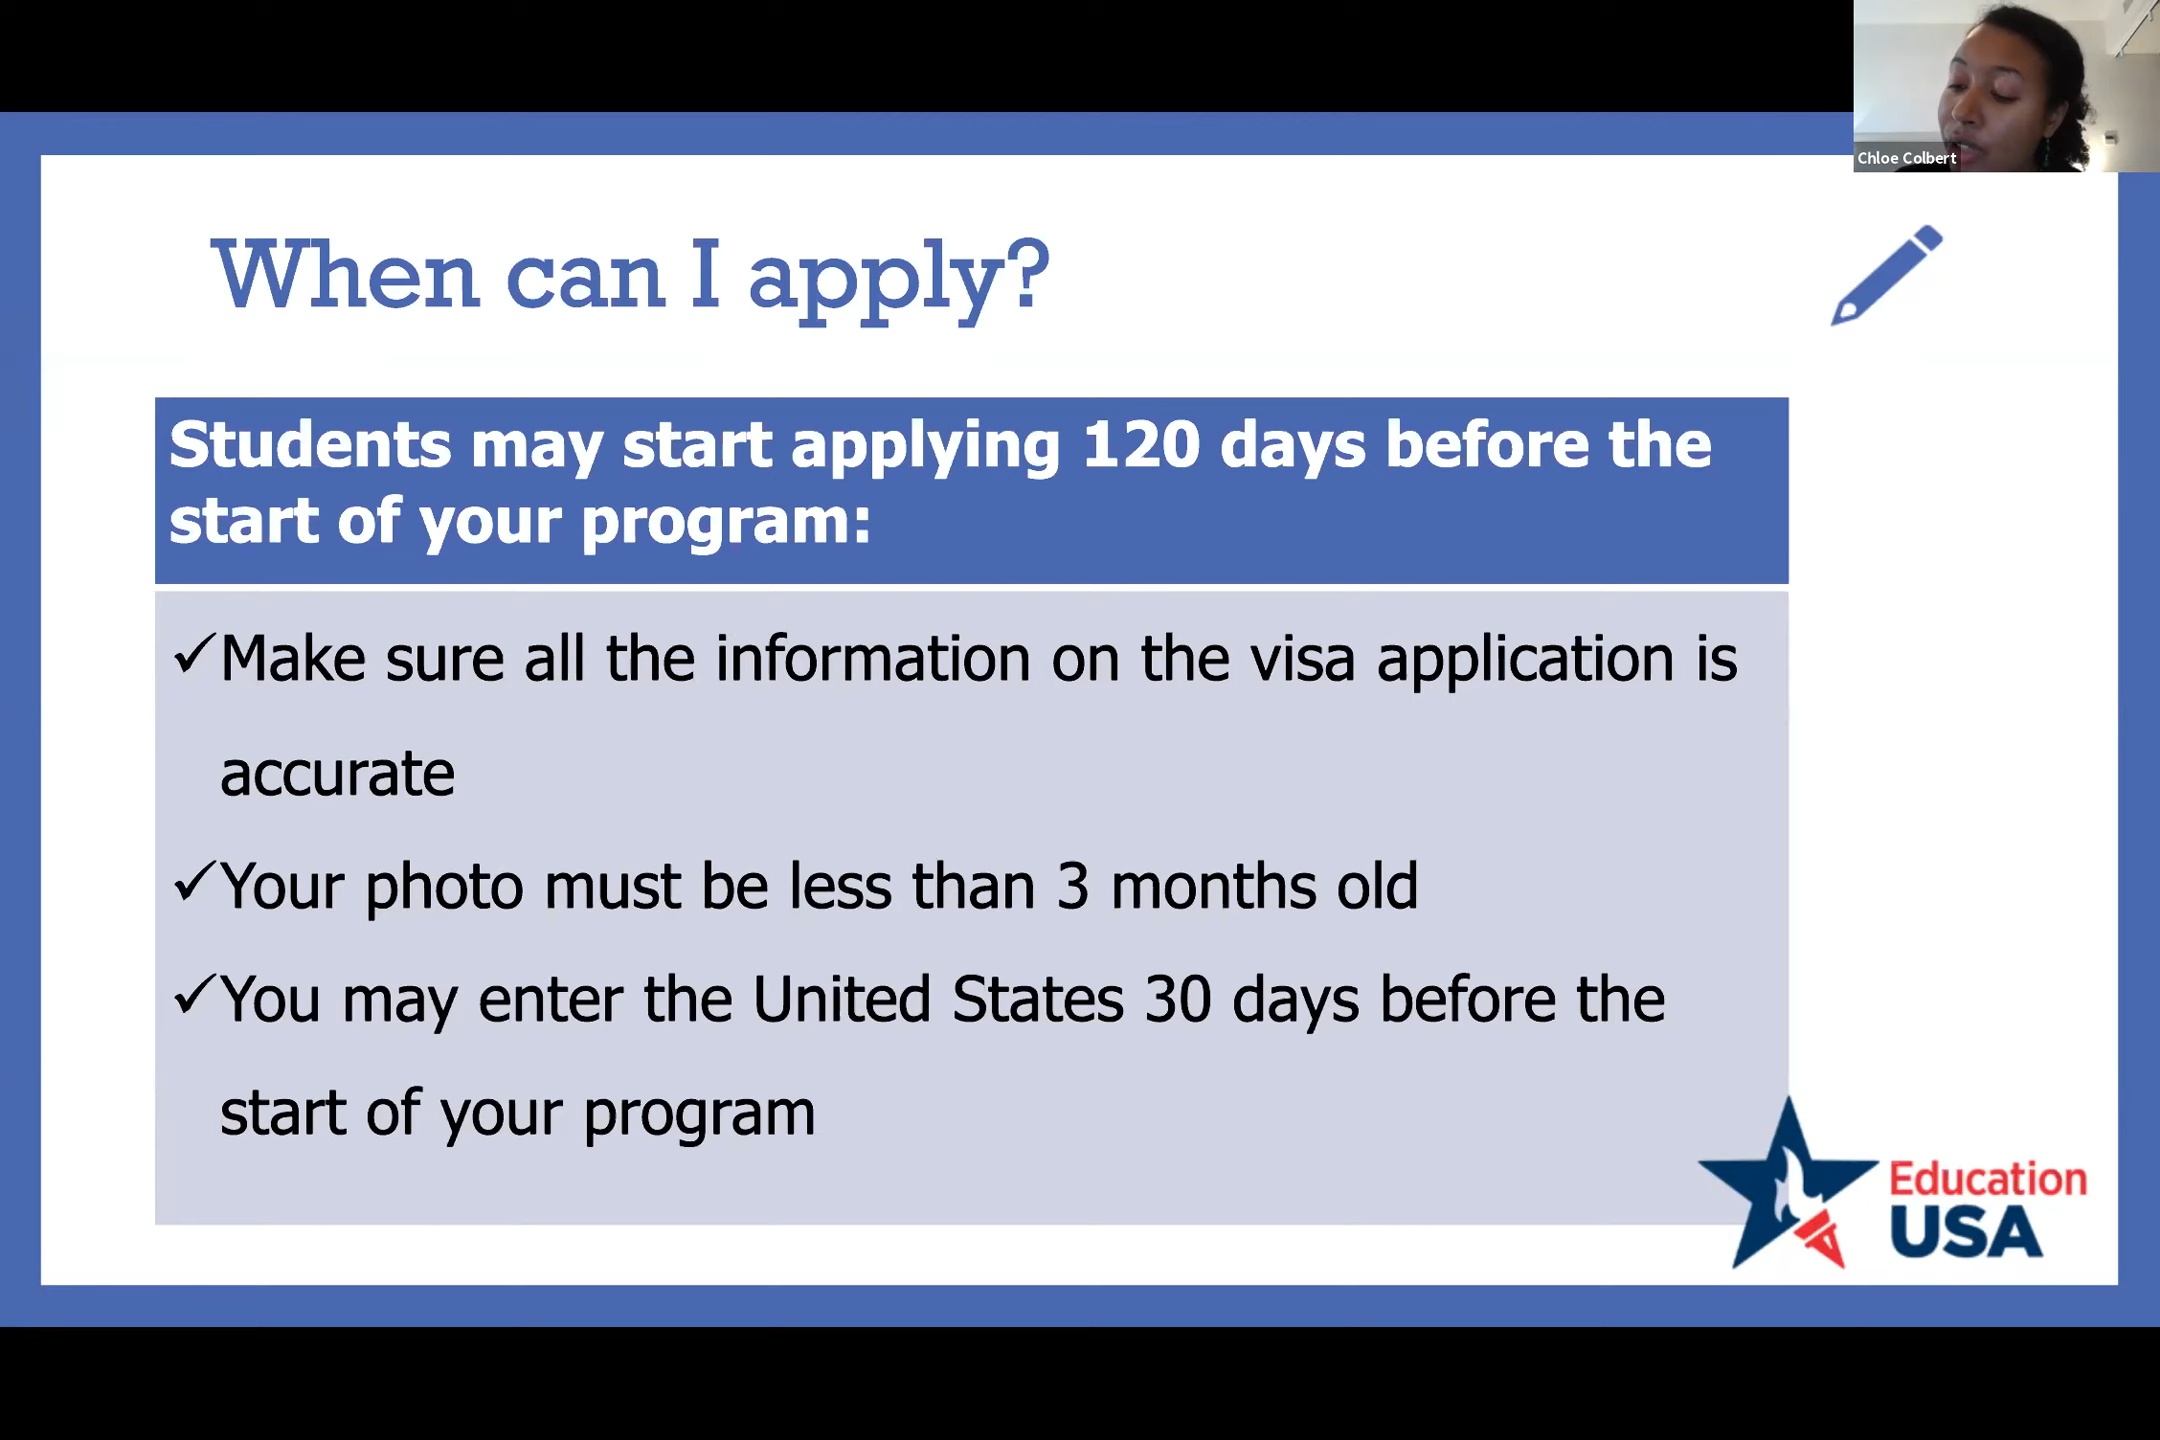 Chloe Colbert
When can I apply?
Students may start applying 120 days before the
start of your program:
✓Make sure all the information on the visa application is
accurate
✓Your photo must be less than 3 months old
✓You may enter the United States 30 days before the
start of your program
Education
USA